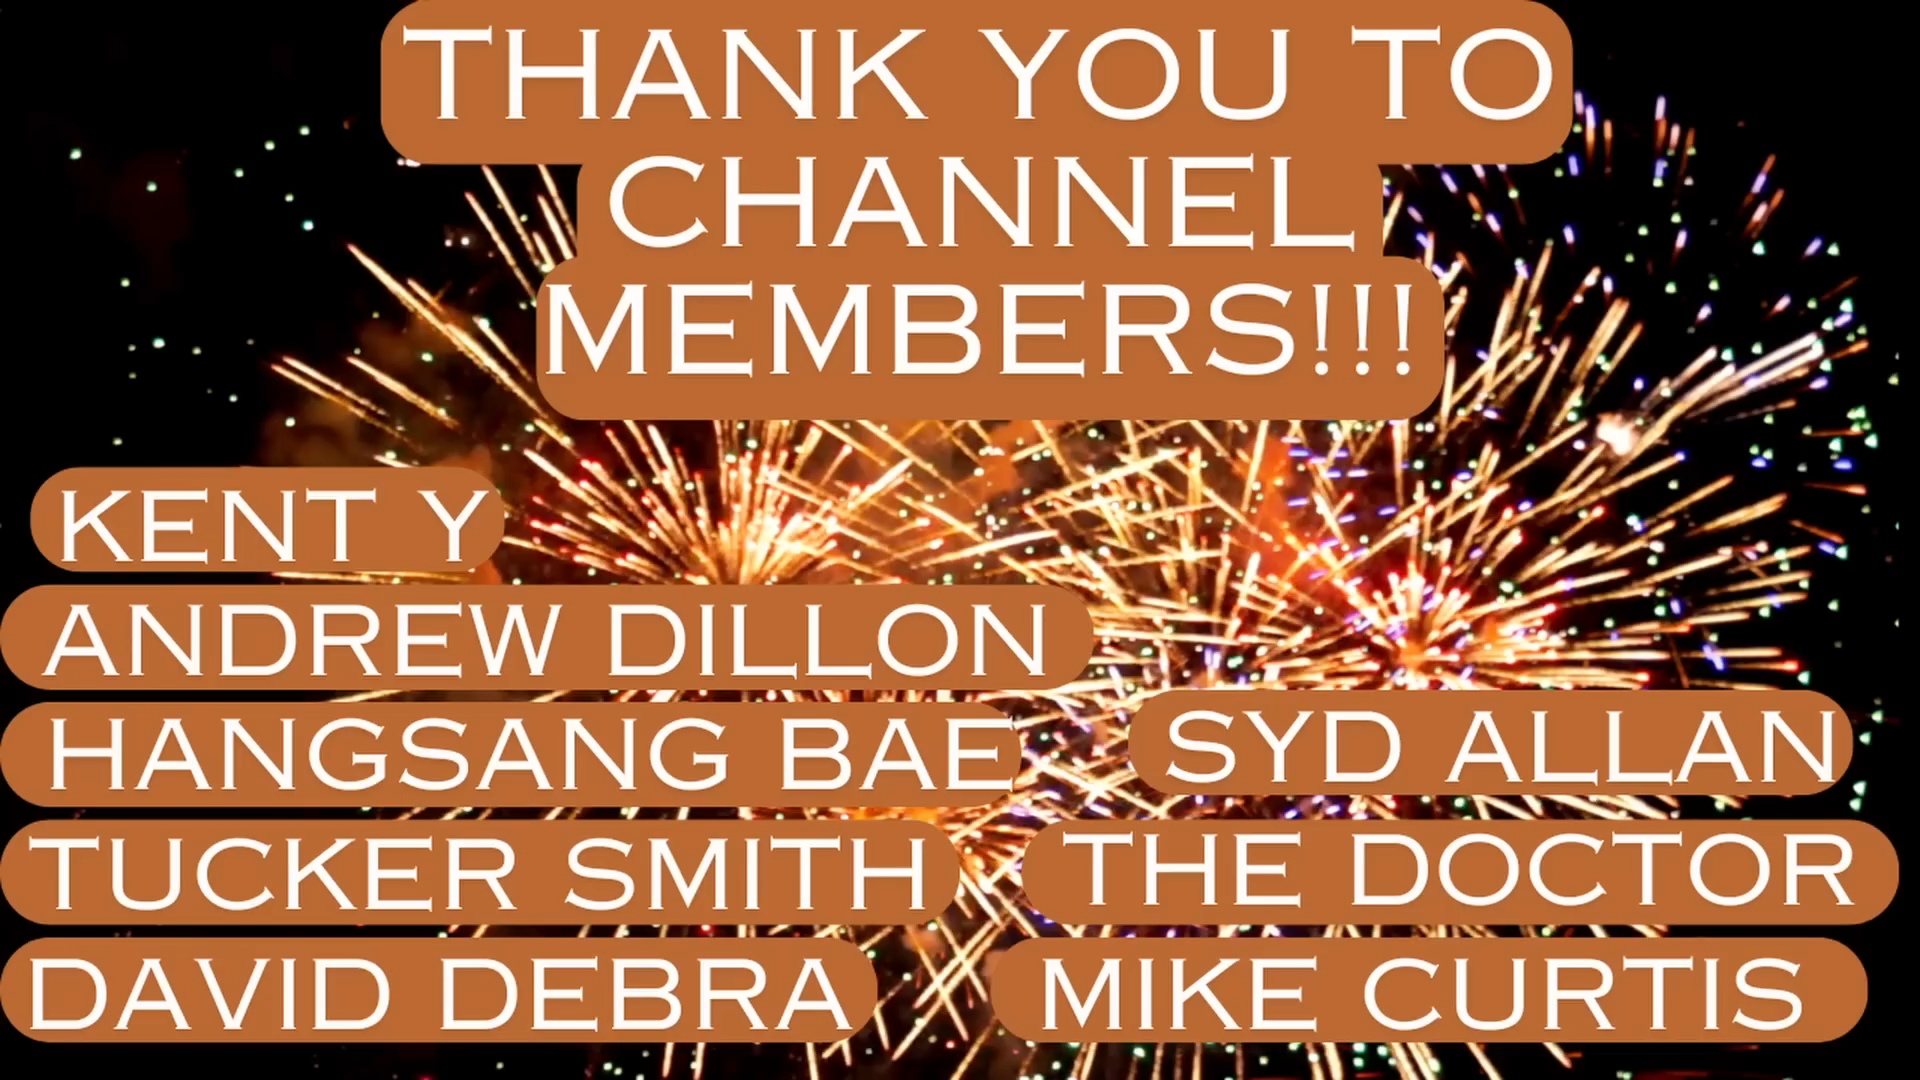 THANK YOU TO
CHANNEL
MEMBERS!!!
KENT Y
ANDREW DILLON
HANGSANG BAE
TUCKER SMITH
DAVID DEBRA
SYD ALLAN
THE DOCTOR
MIKE CURTIS